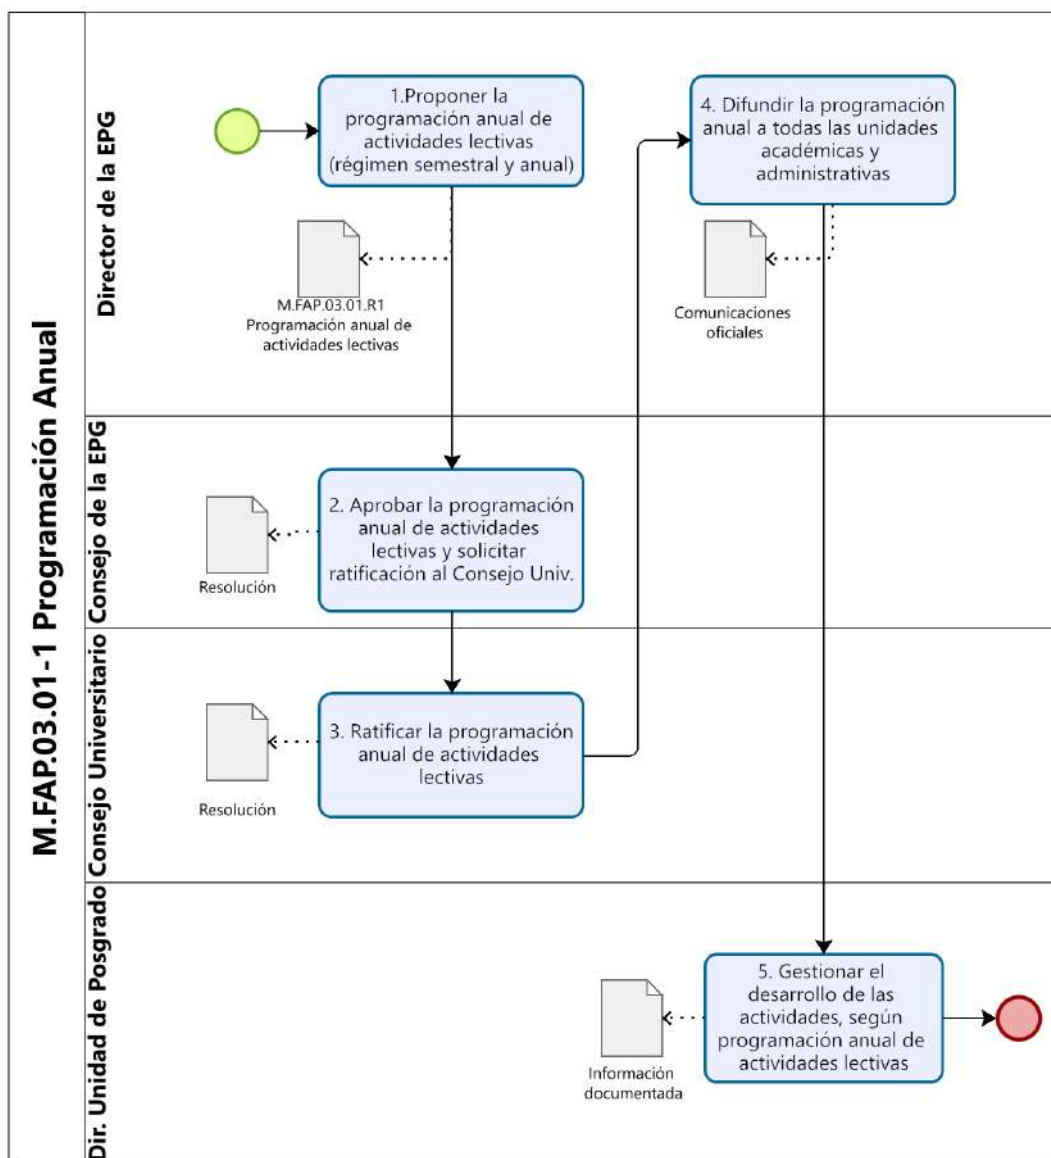 M.FAP.03.01-1 Programación Anual
Director de la EPG
1.Proponer la
programación anual de
actividades lectivas
(régimen semestral y anual)
M.FAP.03.01.R1
Programación anual de
actividades lectivas
4. Difundir la programación
anual a todas las unidades
académicas y
administrativas
Comunicaciones
oficiales
Consejo de la EPG
2. Aprobar la programación
anual de actividades
lectivas y solicitar
ratificación al Consejo Univ.
Resolución
Consejo Universitario
3. Ratificar la programación
anual de actividades
lectivas
Resolución
Dir. Unidad de Posgrado
5. Gestionar el
desarrollo de las
actividades, según
programación anual de
actividades lectivas
Información
documentada